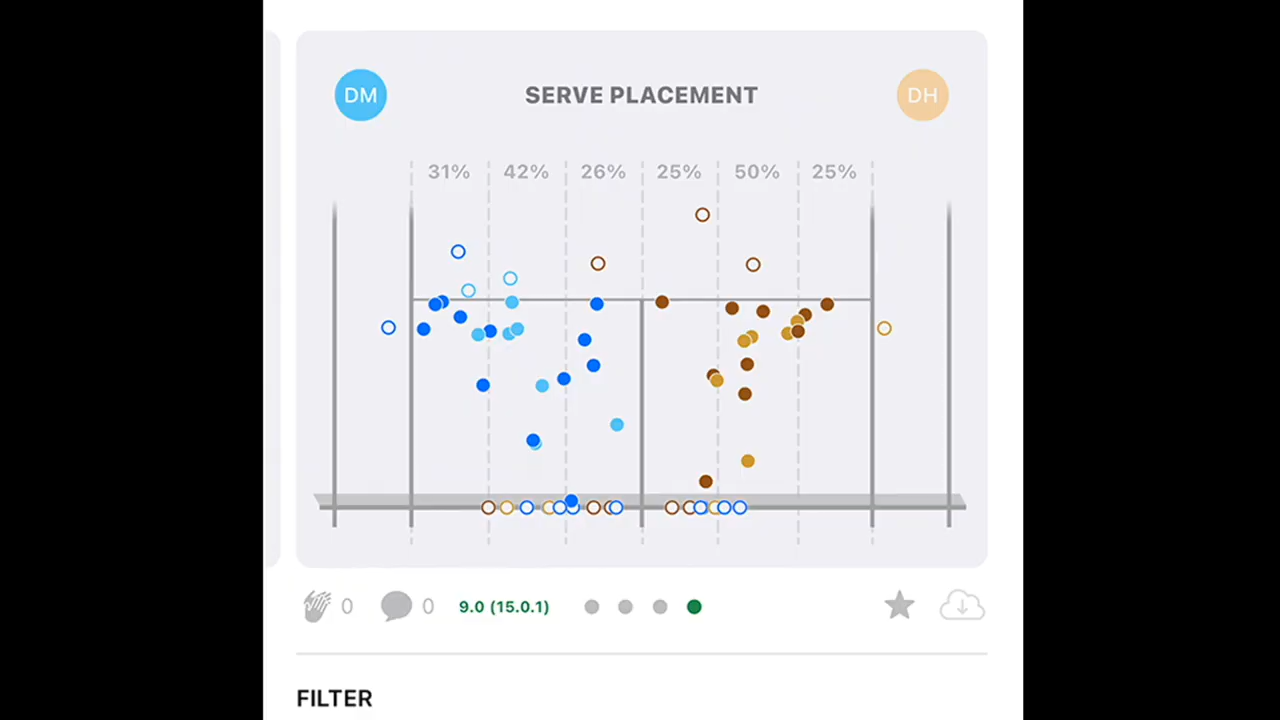 DM SERVE PLACEMENT DH
31% 42% 26% 25% 50% 25%
0 0 9.0 (15.0.1)
FILTER